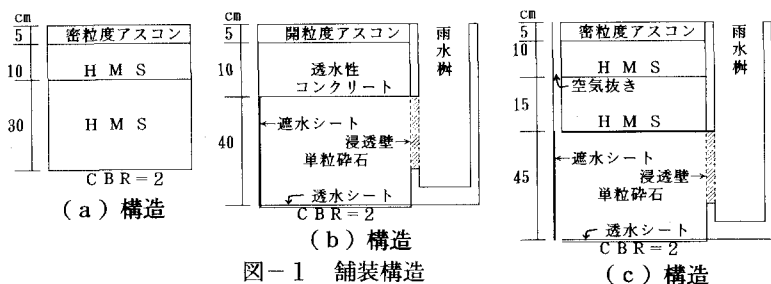 cm
5
10
30
密粒度アスコン
ＨＭＳ
ＨＭＳ
ＣＢＲ＝２
（ａ）構造
cm
5
10
40
開粒度アスコン
透水性
コンクリート
遮水シート
浸透壁
単粒砕石
透水シート
ＣＢＲ＝２
雨水桝
（ｂ）構造
cm
5
10
15
45
密粒度アスコン
ＨＭＳ
空気抜き
ＨＭＳ
遮水シート
浸透壁
単粒砕石
透水シート
ＣＢＲ＝２
雨水桝
（ｃ）構造
図－１ 舗装構造